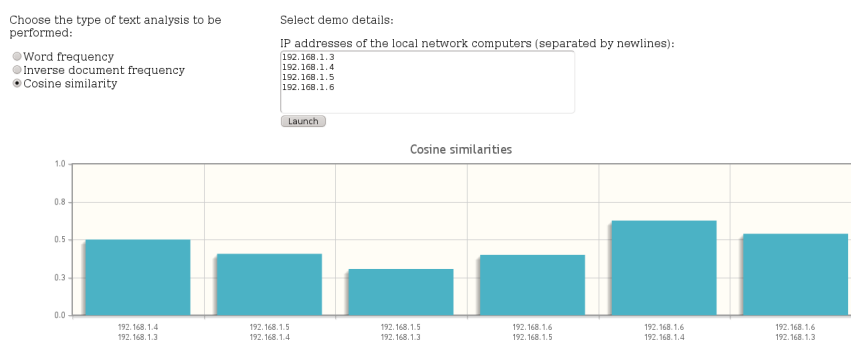 Choose the type of text analysis to be
performed:
Word frequency
Inverse document frequency
Cosine similarity
Select demo details:
IP addresses of the local network computers (separated by newlines):
192.168.1.3
192.168.1.4
192.168.1.5
192.168.1.6
Launch
Cosine similarities
1.0
0.8
0.5
0.3
0.0
192.168.1.4
192.168.1.3
192.168.1.5
192.168.1.4
192.168.1.5
192.168.1.3
192.168.1.6
192.168.1.5
192.168.1.6
192.168.1.4
192.168.1.6
192.168.1.3